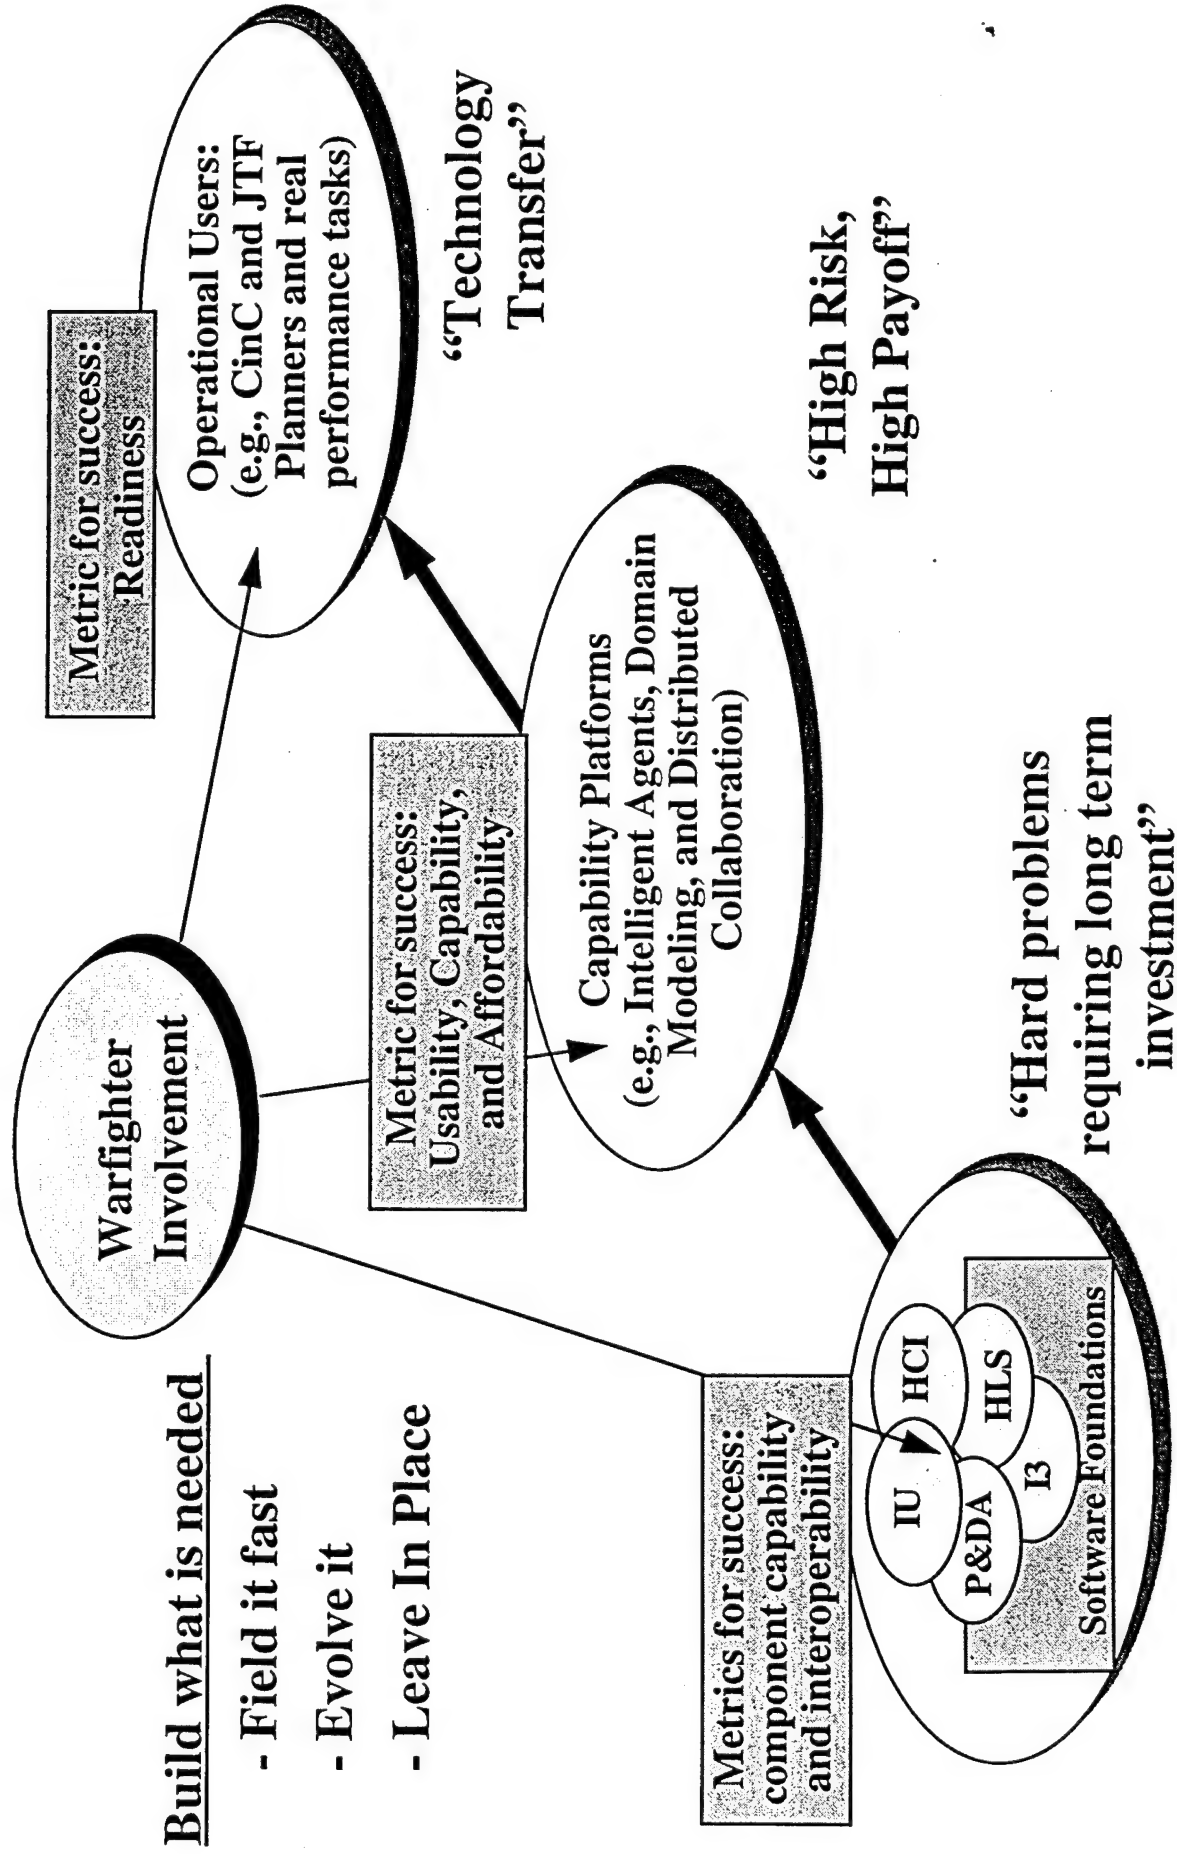 Build what is needed
- Field it fast
- Evolve it
- Leave In Place
Warfighter
Involvement
Metric for success:
Readiness
Operational Users:
(e.g., CinC and JTF
Planners and real
performance tasks)
“Technology
Transfer”
Metric for success:
Usability, Capability,
and Affordability
Capability Platforms
(e.g., Intelligent Agents, Domain
Modeling, and Distributed
Collaboration)
“High Risk,
High Payoff”
Metrics for success:
component capability
and interoperability
IU
HCI
P&DA
HLS
I3
Software Foundations
“Hard problems
requiring long term
investment”